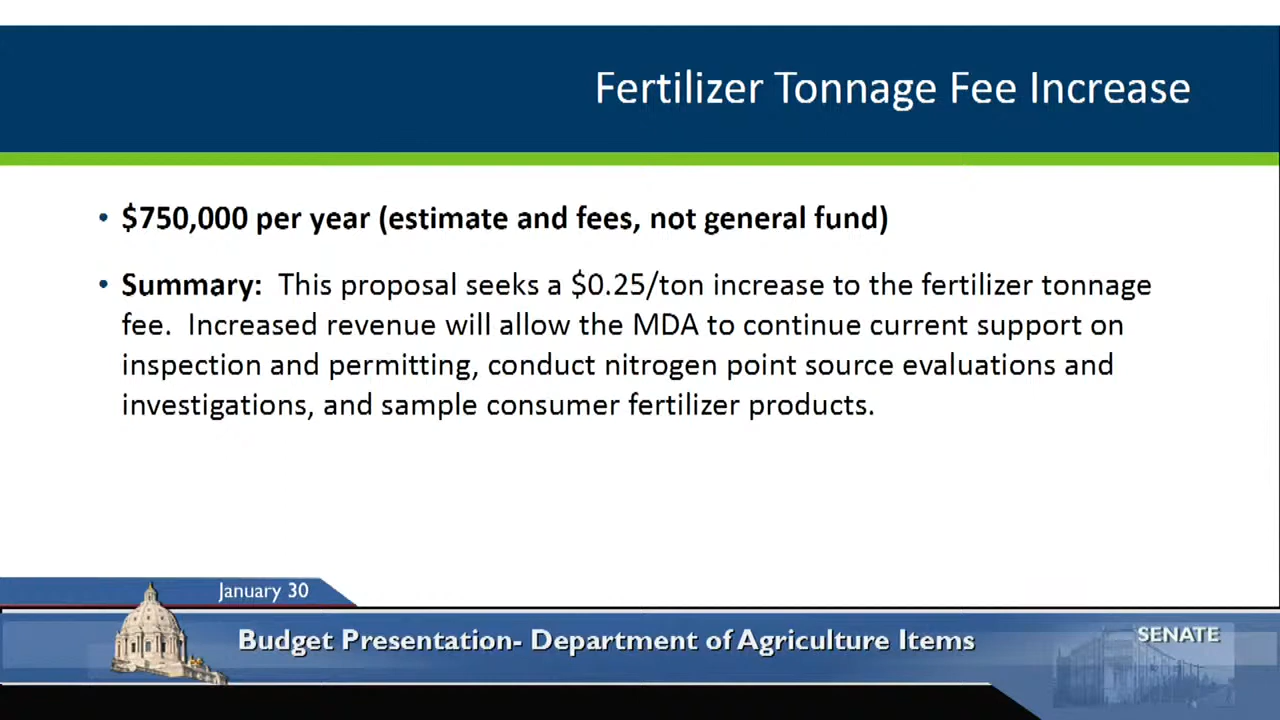 Fertilizer Tonnage Fee Increase
• $750,000 per year (estimate and fees, not general fund)
• Summary: This proposal seeks a $0.25/ton increase to the fertilizer tonnage
fee. Increased revenue will allow the MDA to continue current support on
inspection and permitting, conduct nitrogen point source evaluations and
investigations, and sample consumer fertilizer products.
January 30
Budget Presentation- Department of Agriculture Items
SENATE